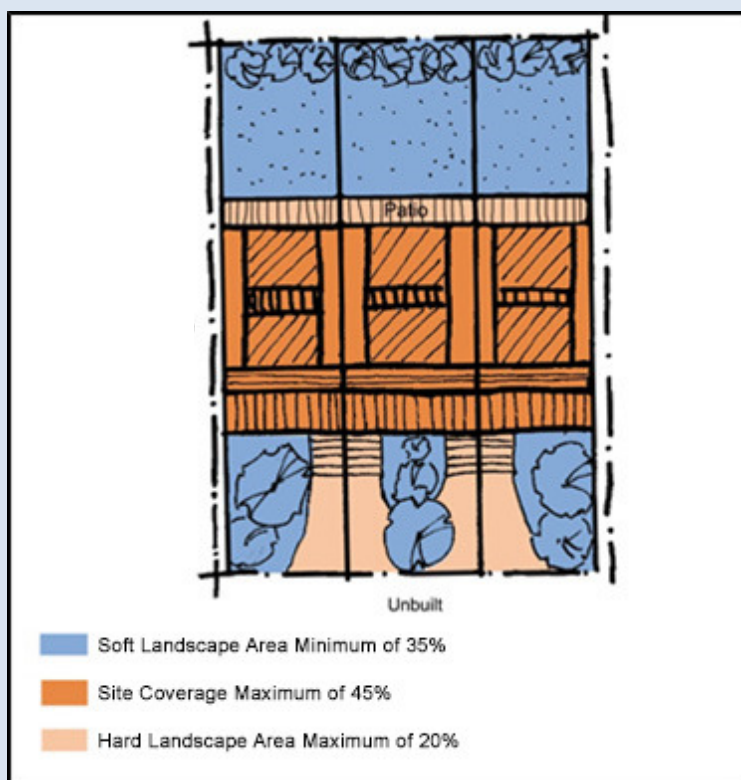 Patio
Unbuilt
Soft Landscape Area Minimum of 35%
Site Coverage Maximum of 45%
Hard Landscape Area Maximum of 20%